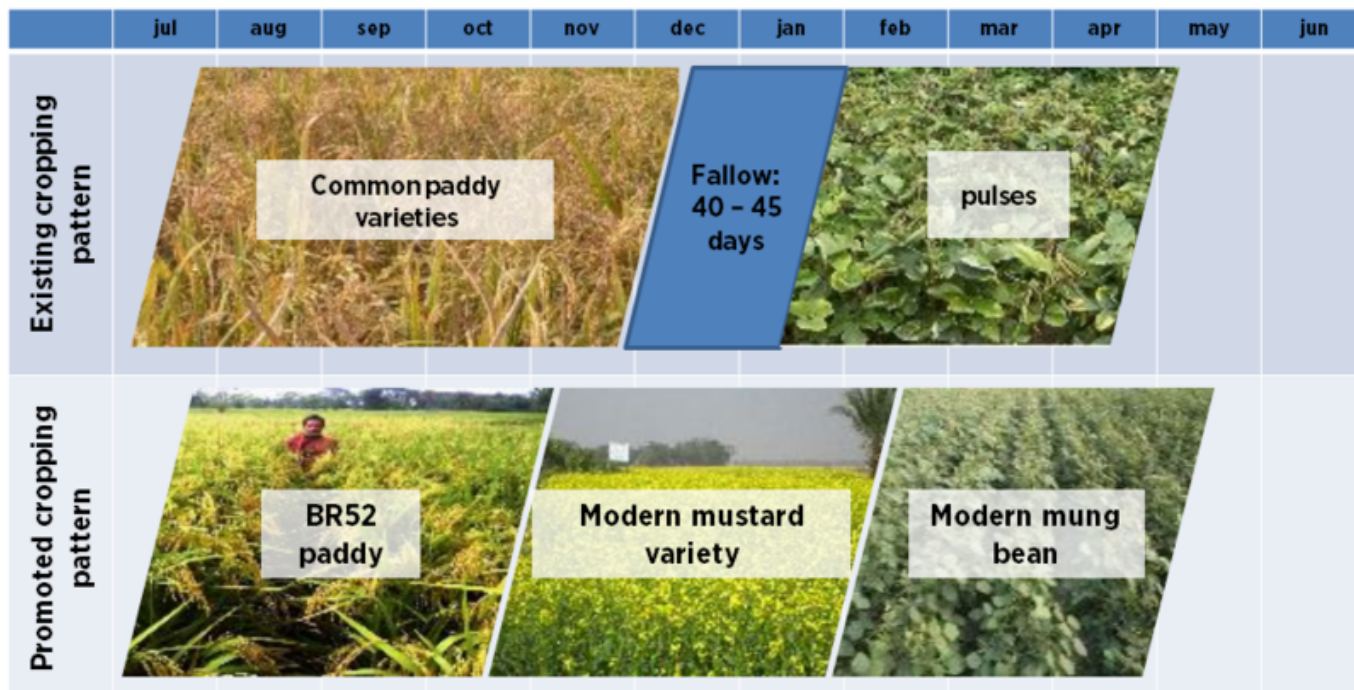 jul aug sep oct nov dec jan feb mar apr may jun
Existing cropping
pattern
Common paddy
varieties
Fallow:
40 – 45
days
pulses
Promoted cropping
pattern
BR52
paddy
Modern mustard
variety
Modern mung
bean